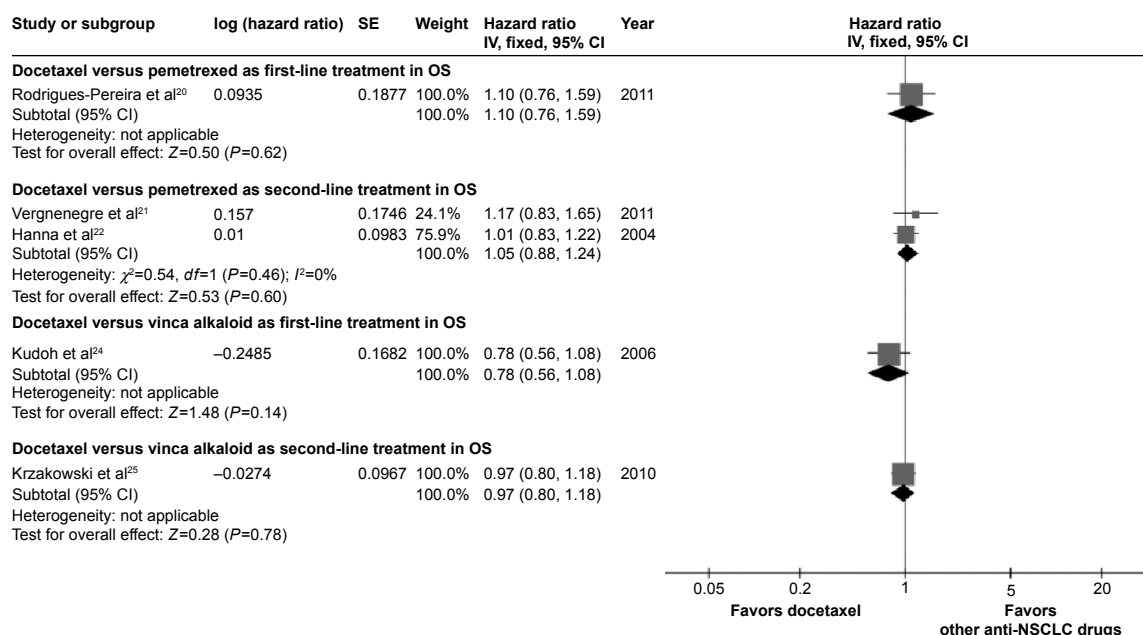 Study or subgroup log (hazard ratio) SE Weight Hazard ratio Year Hazard ratio
IV, fixed, 95% CI IV, fixed, 95% CI
Docetaxel versus pemetrexed as first-line treatment in OS
Rodrigues-Pereira et al²⁰ 0.0935 0.1877 100.0% 1.10 (0.76, 1.59) 2011
Subtotal (95% CI) 100.0% 1.10 (0.76, 1.59)
Heterogeneity: not applicable
Test for overall effect: Z=0.50 (P=0.62)
Docetaxel versus pemetrexed as second-line treatment in OS
Vergnenegre et al²¹ 0.157 0.1746 24.1% 1.17 (0.83, 1.65) 2011
Hanna et al²² 0.01 0.0983 75.9% 1.01 (0.83, 1.22) 2004
Subtotal (95% CI) 100.0% 1.05 (0.88, 1.24)
Heterogeneity: χ²=0.54, df=1 (P=0.46); I²=0%
Test for overall effect: Z=0.53 (P=0.60)
Docetaxel versus vinca alkaloid as first-line treatment in OS
Kudoh et al²⁴ –0.2485 0.1682 100.0% 0.78 (0.56, 1.08) 2006
Subtotal (95% CI) 100.0% 0.78 (0.56, 1.08)
Heterogeneity: not applicable
Test for overall effect: Z=1.48 (P=0.14)
Docetaxel versus vinca alkaloid as second-line treatment in OS
Krzakowski et al²⁵ –0.0274 0.0967 100.0% 0.97 (0.80, 1.18) 2010
Subtotal (95% CI) 100.0% 0.97 (0.80, 1.18)
Heterogeneity: not applicable
Test for overall effect: Z=0.28 (P=0.78)
0.05 0.2 1 5 20
Favors docetaxel Favors
other anti-NSCLC drugs